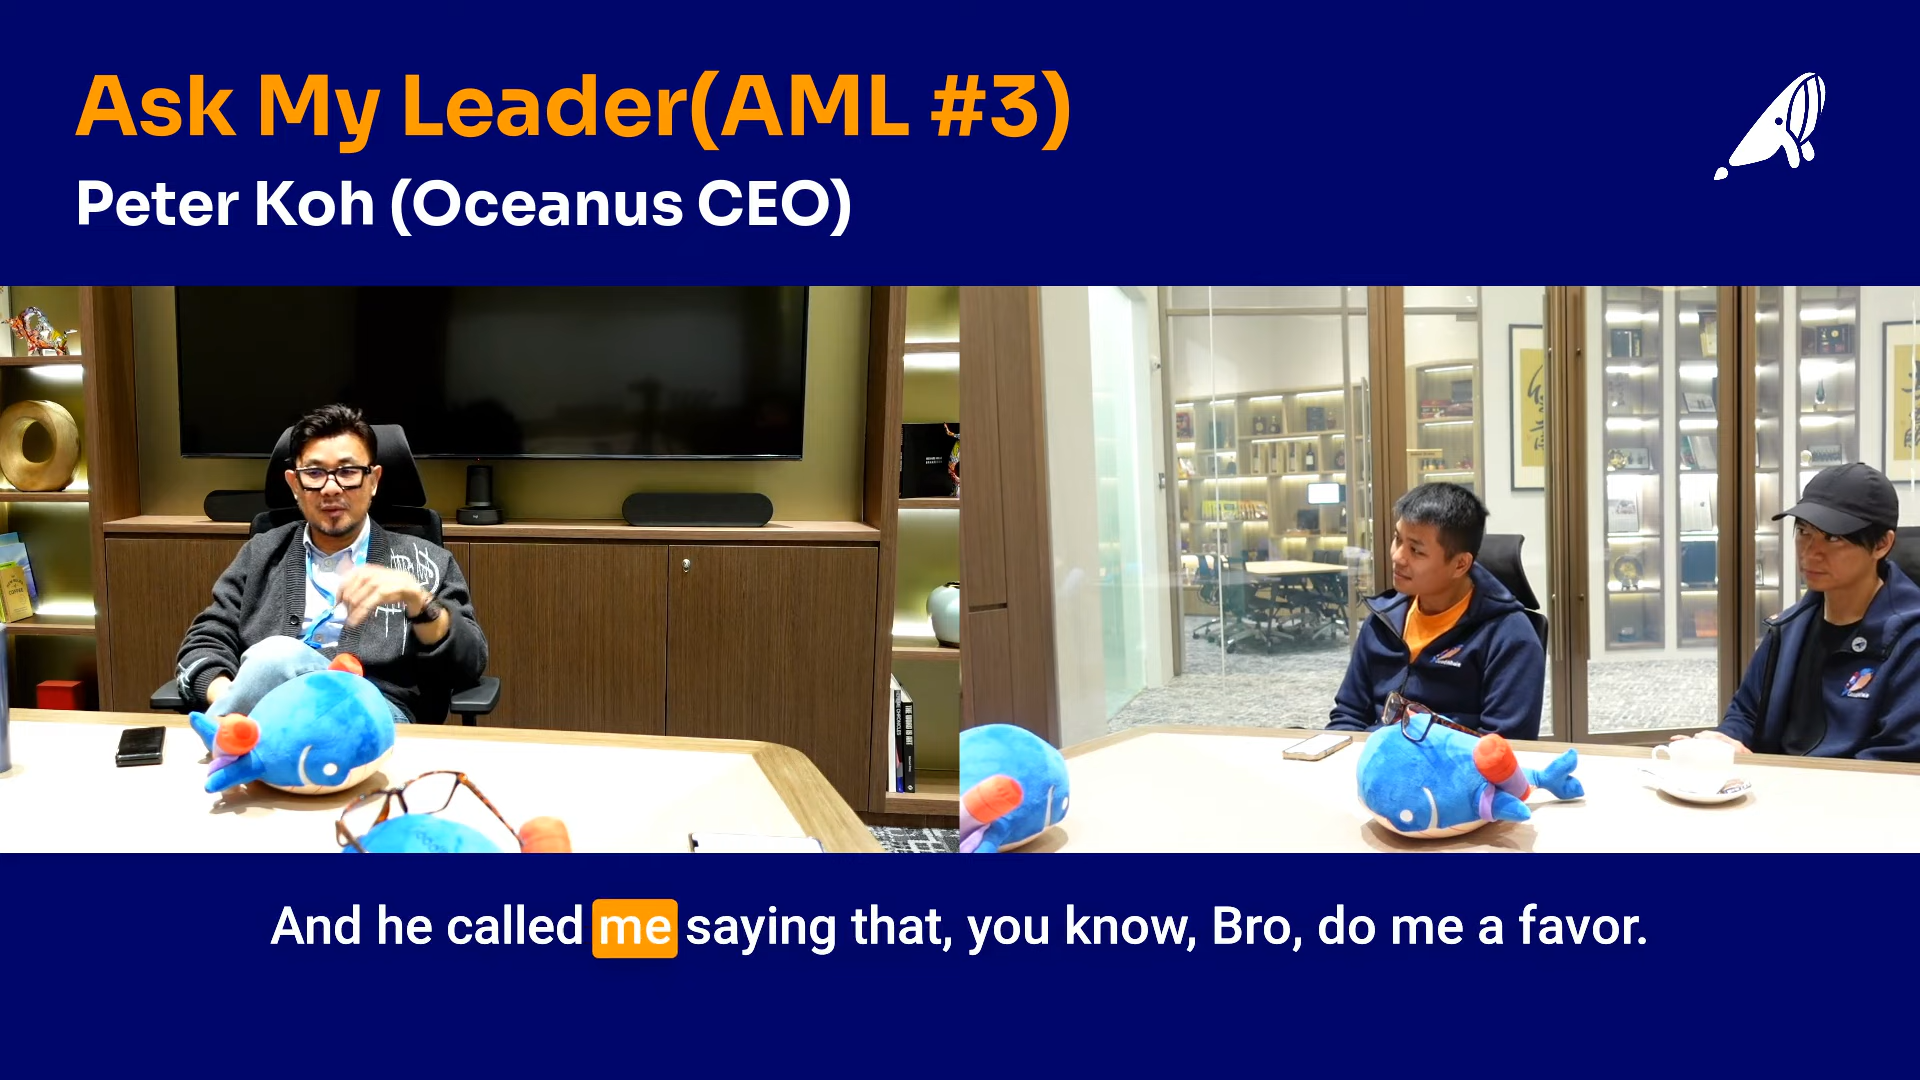 Ask My Leader(AML #3)
Peter Koh (Oceanus CEO)
And he called me saying that, you know, Bro, do me a favor.